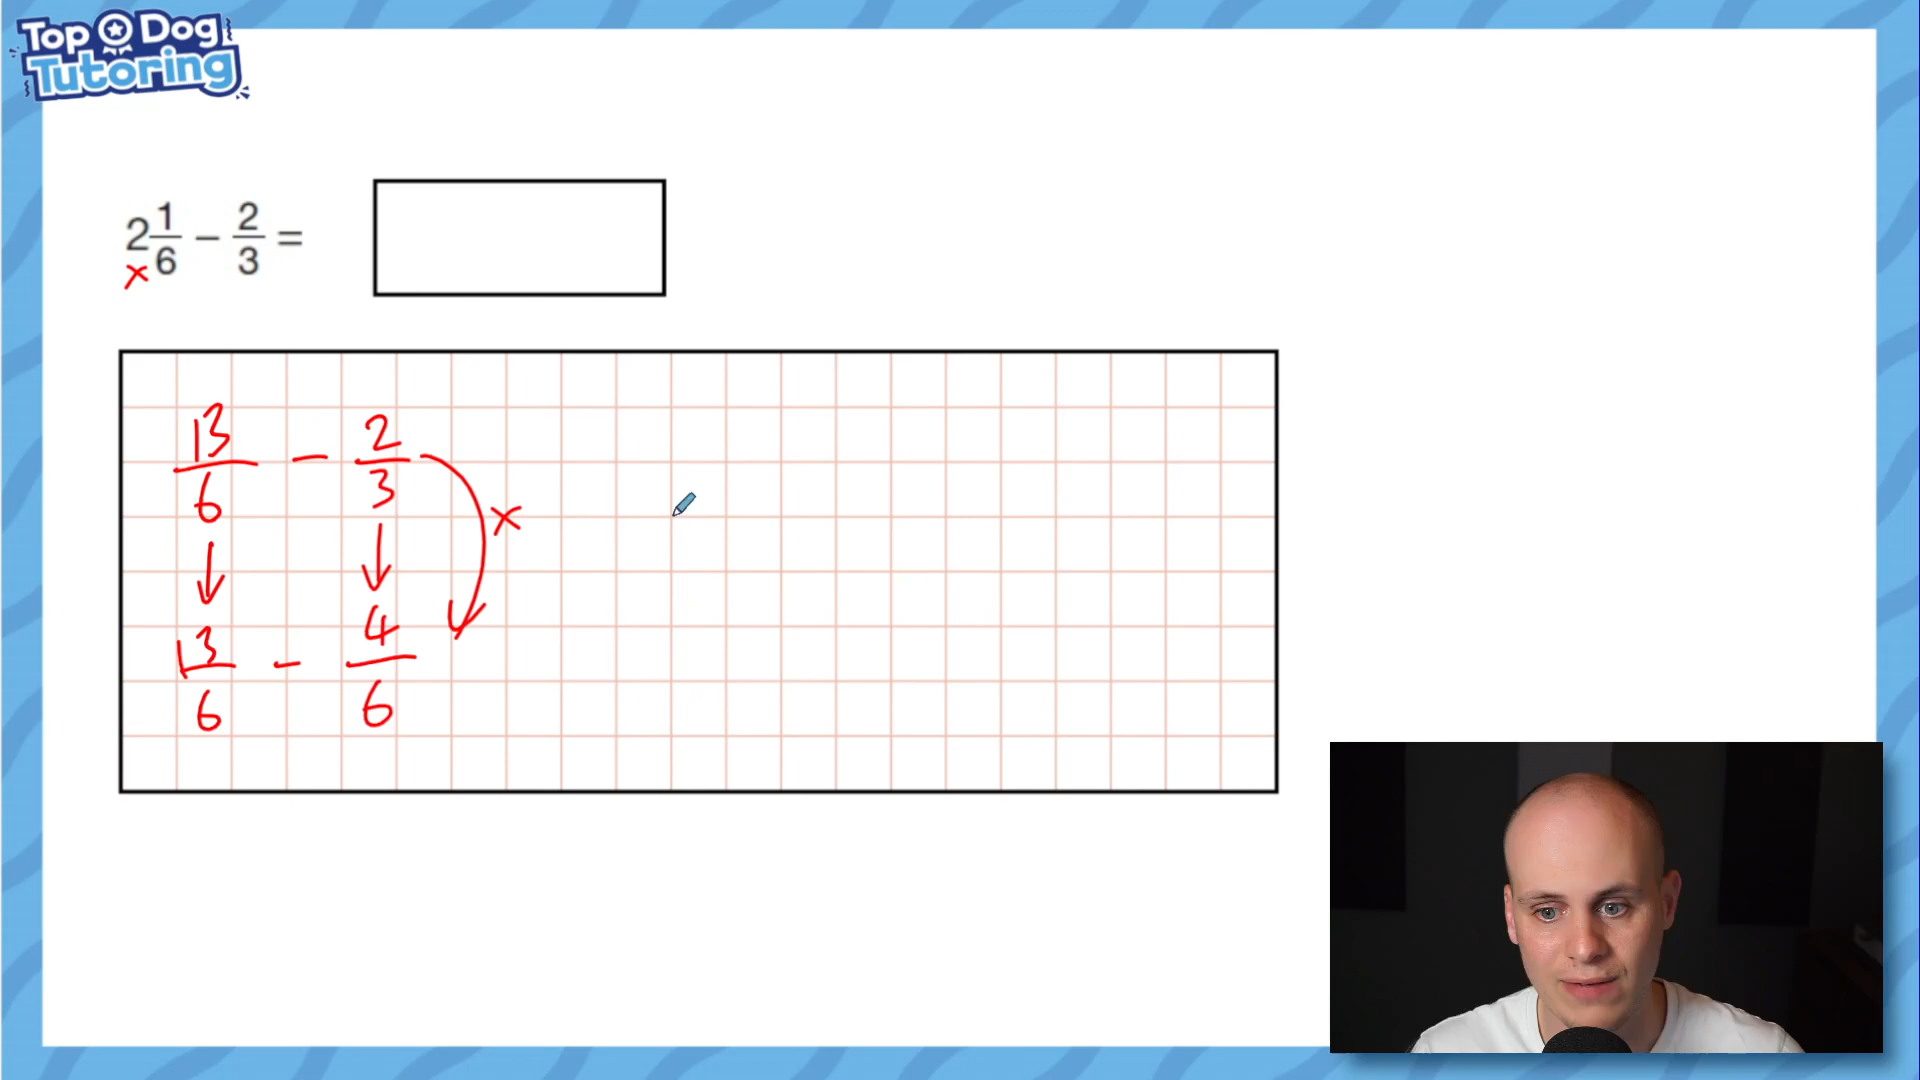 Top Dog
Tutoring
2 1/6 − 2/3 =
x
13/6 − 2/3
x
13/6 − 4/6